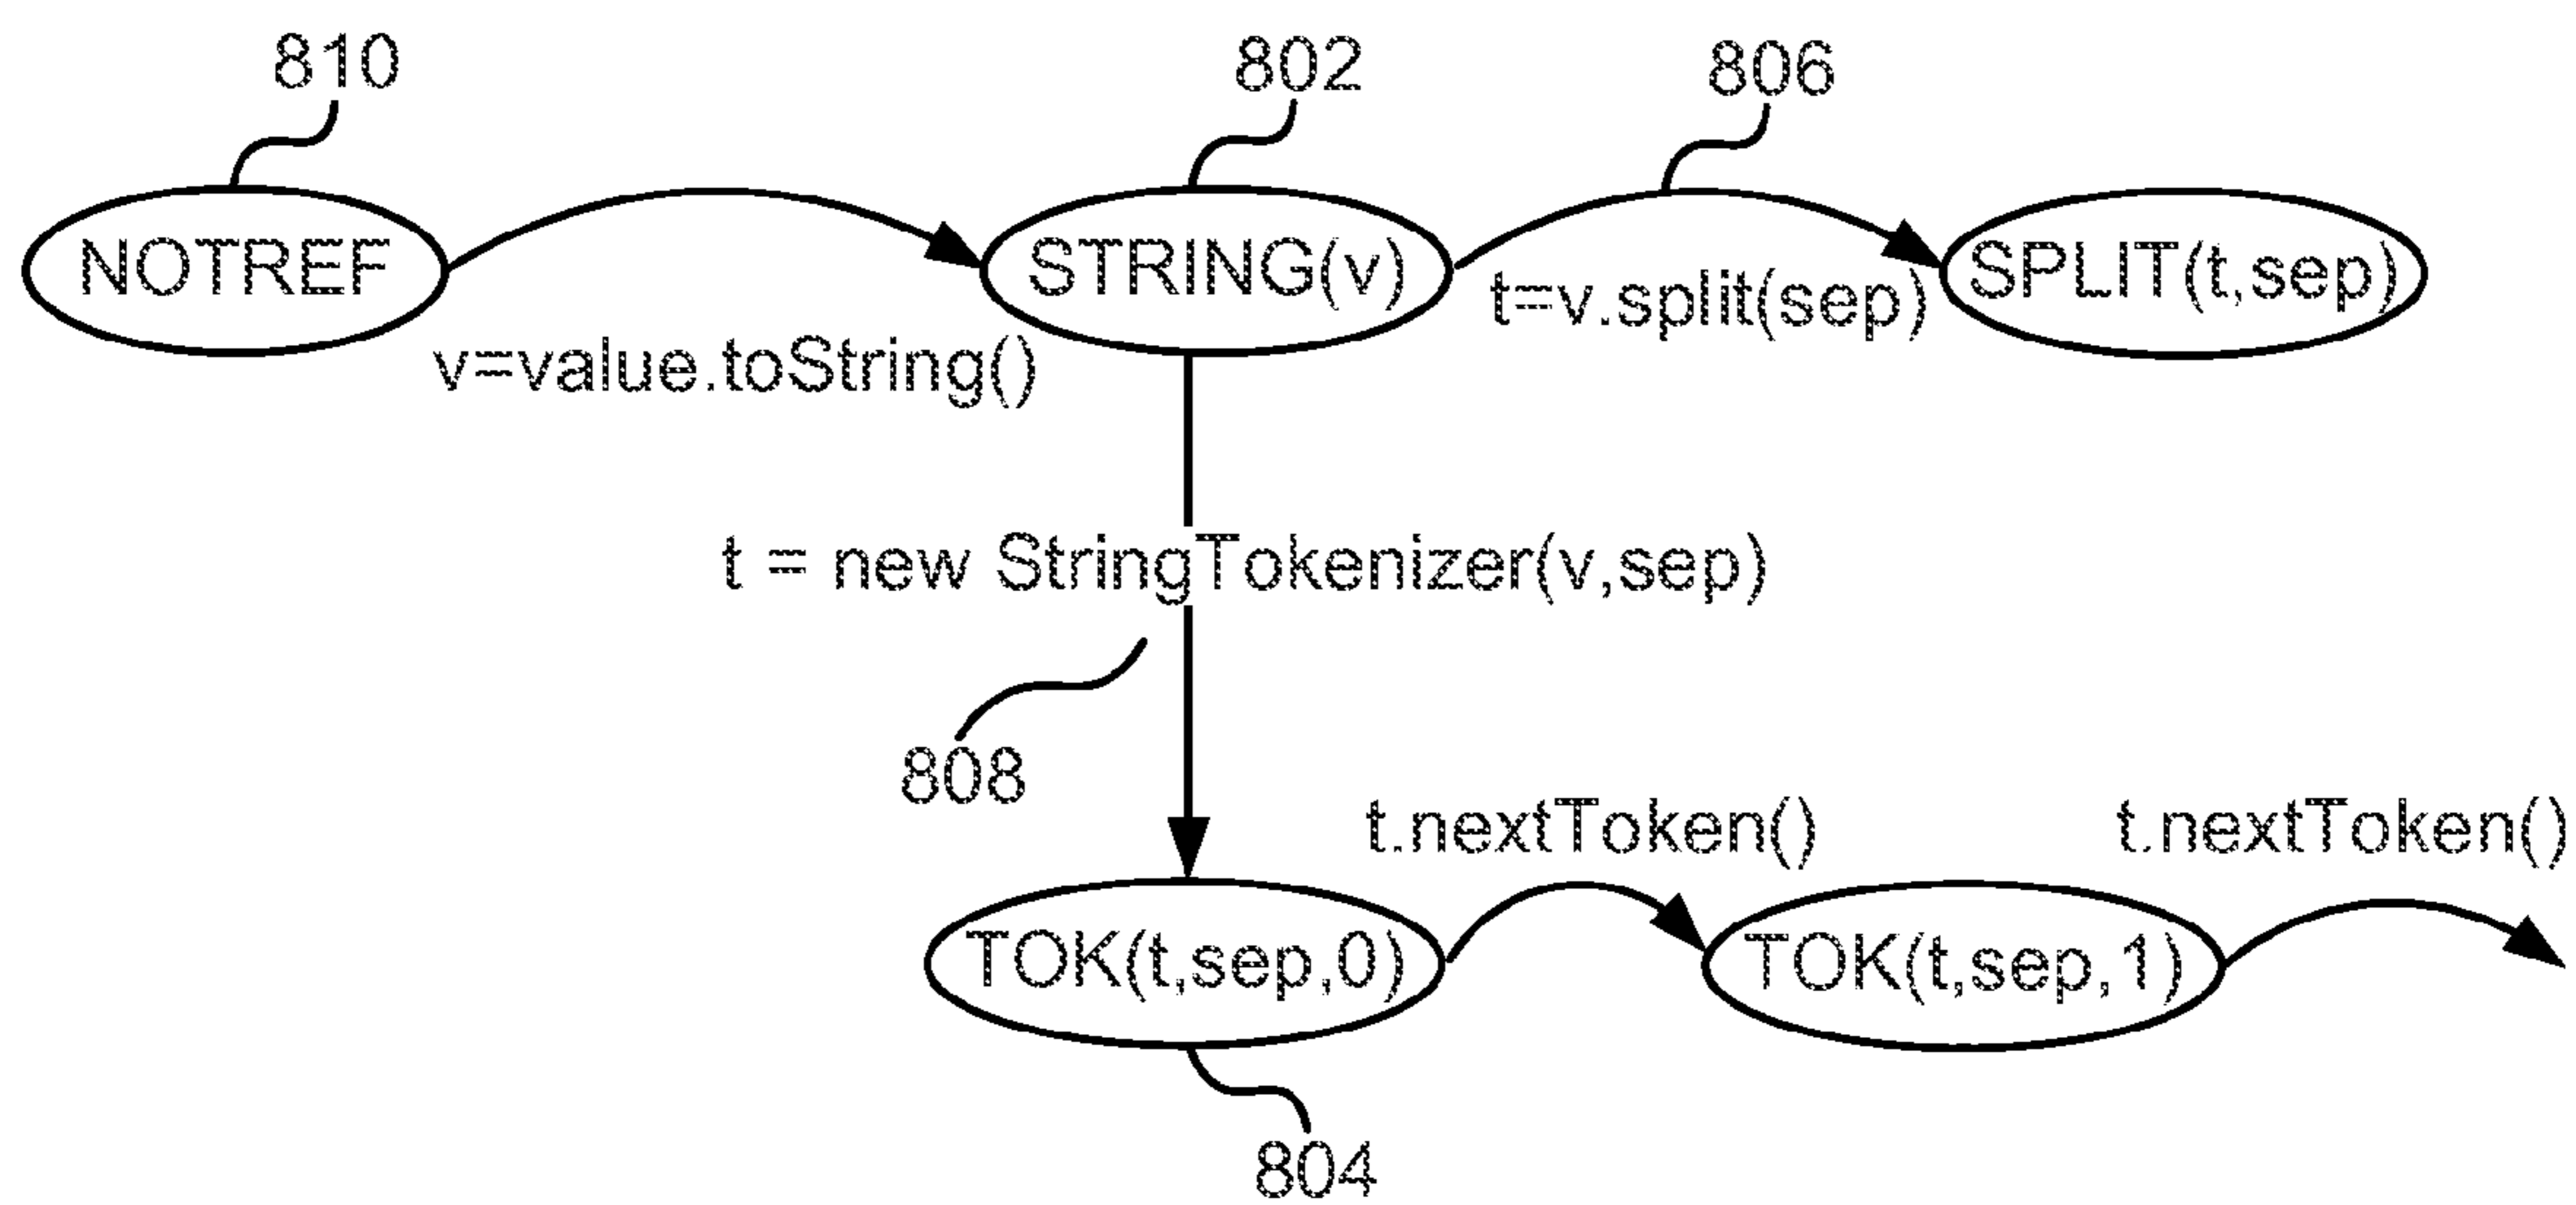 810
802
806
NOTREF
STRING(v)
SPLIT(t,sep)
v=value.toString()
t=v.split(sep)
t = new StringTokenizer(v,sep)
808
t.nextToken()
t.nextToken()
TOK(t,sep,0)
TOK(t,sep,1)
804